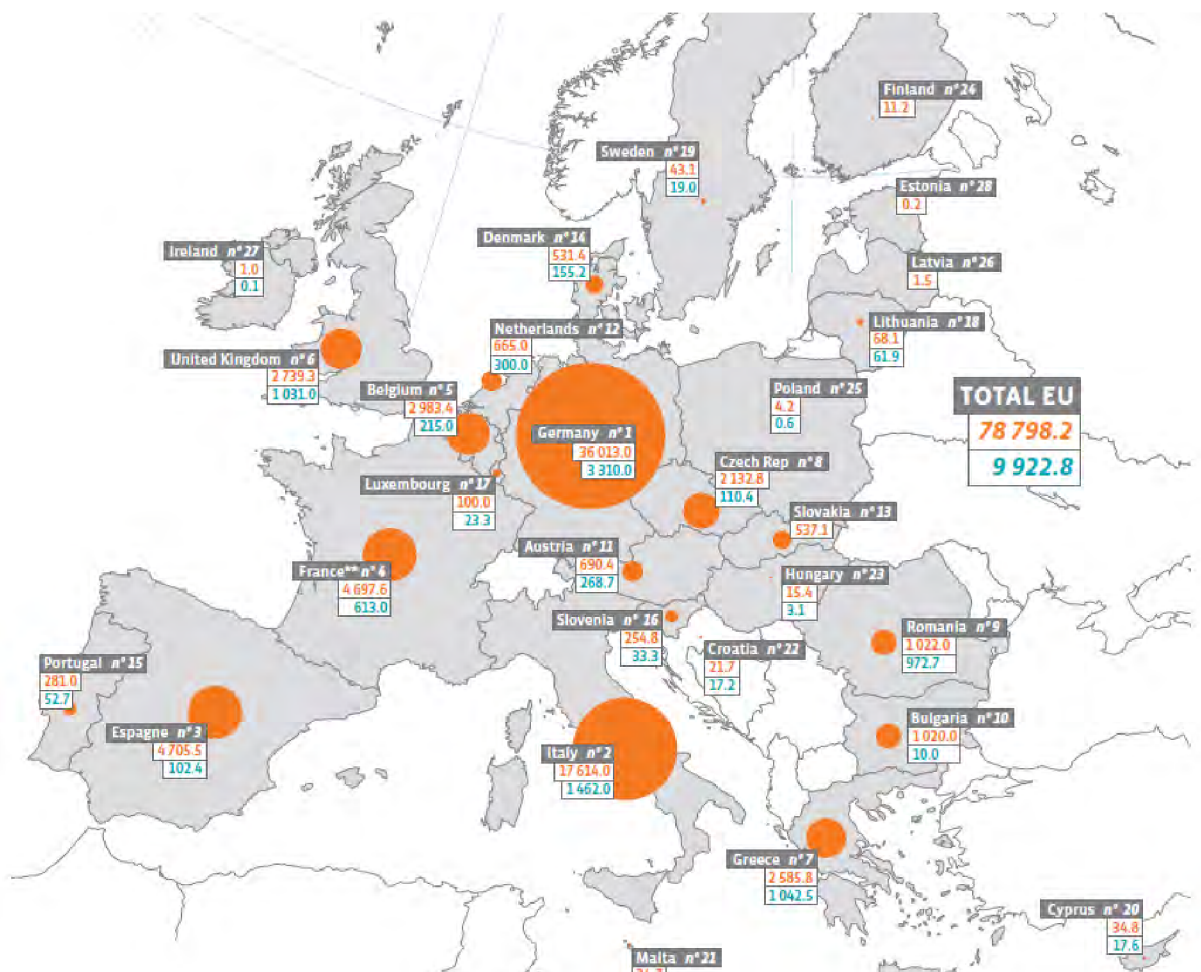 Finland n°24
11.2
Sweden n°19
43.1
19.0
Estonia n°28
0.2
Ireland n°27
1.0
0.1
Denmark n°14
531.4
155.2
Latvia n°26
1.5
Netherlands n°12
665.0
300.0
Lithuania n°18
68.1
61.9
United Kingdom n°6
2 739.3
1 031.0
Belgium n°5
2 983.4
215.0
Poland n°25
4.2
0.6
TOTAL EU
78 798.2
9 922.8
Germany n°1
36 013.0
3 310.0
Czech Rep n°8
2 132.8
110.4
Luxembourg n°17
100.0
23.3
Slovakia n°13
537.1
Austria n°11
690.4
268.7
France** n°4
4 697.6
613.0
Hungary n°23
15.4
3.1
Slovenia n° 16
254.8
33.3
Croatia n°22
21.7
17.2
Romania n°9
1 022.0
972.7
Portugal n°15
281.0
52.7
Espagne n°3
4 705.5
102.4
Italy n°2
17 614.0
1 462.0
Bulgaria n°10
1 020.0
10.0
Greece n°7
2 585.8
1 042.5
Cyprus n° 20
34.8
17.6
Malta n°21